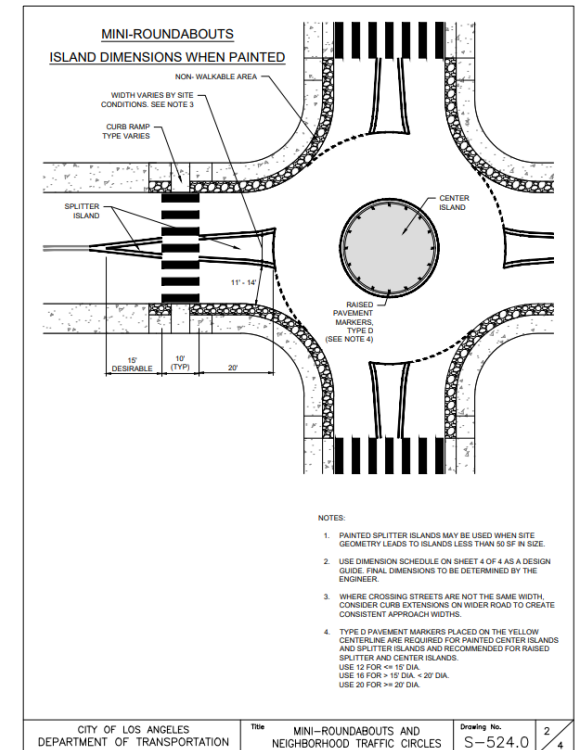 MINI-ROUNDABOUTS
ISLAND DIMENSIONS WHEN PAINTED
NON- WALKABLE AREA
WIDTH VARIES BY SITE
CONDITIONS. SEE NOTE 3
CURB RAMP
TYPE VARIES
SPLITTER
ISLAND
CENTER
ISLAND
11' - 14'
RAISED
PAVEMENT
MARKERS,
TYPE D
(SEE NOTE 4)
15'
DESIRABLE
10'
(TYP)
20'
NOTES:
1. PAINTED SPLITTER ISLANDS MAY BE USED WHEN SITE
GEOMETRY LEADS TO ISLANDS LESS THAN 50 SF IN SIZE.
2. USE DIMENSION SCHEDULE ON SHEET 4 OF 4 AS A DESIGN
GUIDE. FINAL DIMENSIONS TO BE DETERMINED BY THE
ENGINEER.
3. WHERE CROSSING STREETS ARE NOT THE SAME WIDTH,
CONSIDER CURB EXTENSIONS ON WIDER ROAD TO CREATE
CONSISTENT APPROACH WIDTHS.
4. TYPE D PAVEMENT MARKERS PLACED ON THE YELLOW
CENTERLINE ARE REQUIRED FOR PAINTED CENTER ISLANDS
AND SPLITTER ISLANDS AND RECOMMENDED FOR RAISED
SPLITTER AND CENTER ISLANDS.
USE 12 FOR <= 15' DIA.
USE 16 FOR > 15' DIA. < 20' DIA.
USE 20 FOR >= 20' DIA.
CITY OF LOS ANGELES
DEPARTMENT OF TRANSPORTATION
Title
MINI-ROUNDABOUTS AND
NEIGHBORHOOD TRAFFIC CIRCLES
Drawing No.
S-524.0
2/4